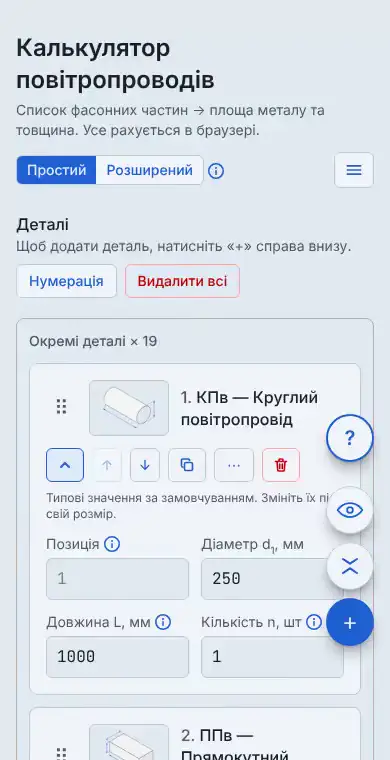 Калькулятор
повітропроводів
Список фасонних частин → площа металу та
товщина. Усе рахується в браузері.
Простий Розширений
Деталі
Щоб додати деталь, натисніть «+» справа внизу.
Нумерація Видалити всі
Окремі деталі × 19
1. КПв — Круглий
повітропровід
?
Типові значення за замовчуванням. Змініть їх
свій розмір.
Позиція Діаметр d₁, мм
1 250
Довжина L, мм Кількість n, шт
1000 1
+
2. ППв —
Прямокутний